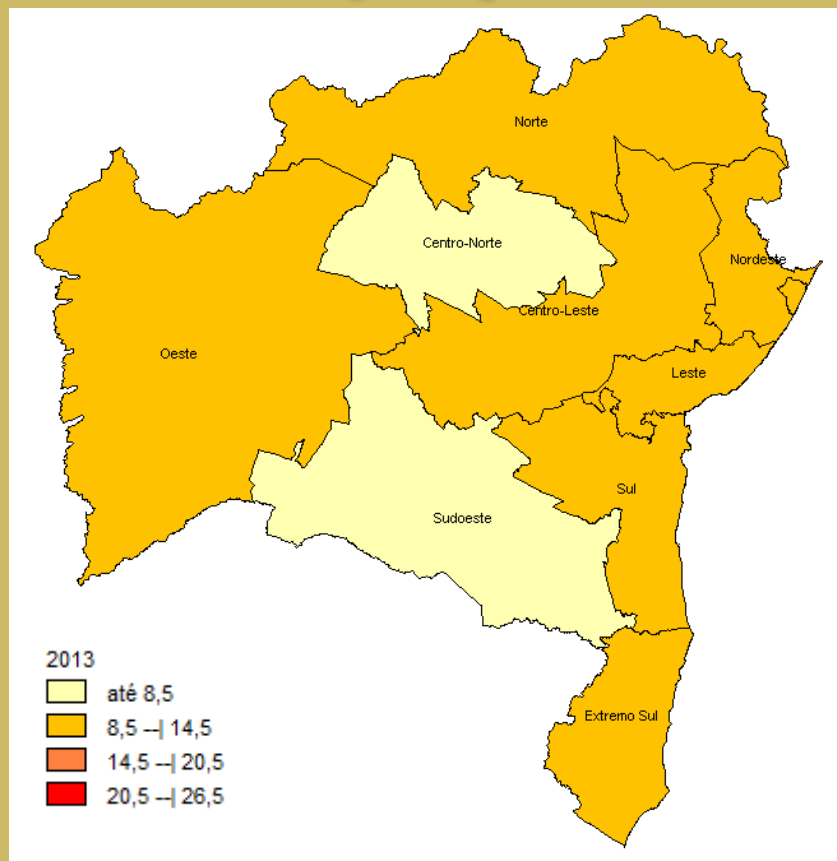 Norte
Centro-Norte
Nordeste
Centro-Leste
Oeste
Leste
Sul
Sudoeste
Extremo Sul
2013
até 8,5
8,5 --| 14,5
14,5 --| 20,5
20,5 --| 26,5